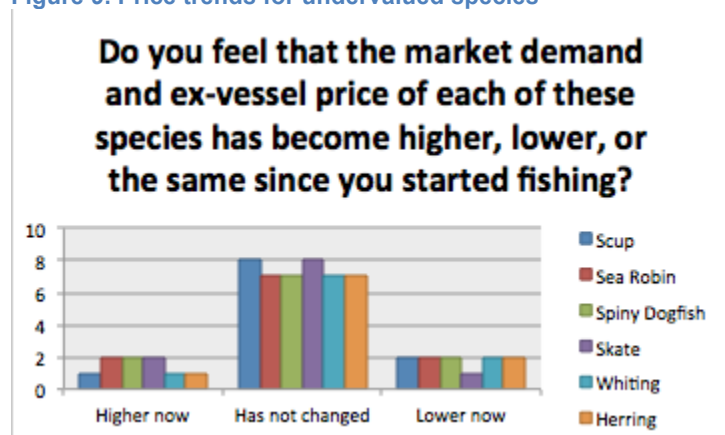 Figure 9. Price trends for undervalued species
Do you feel that the market demand
and ex-vessel price of each of these
species has become higher, lower, or
the same since you started fishing?
10
8
6
4
2
0
Higher now
Has not changed
Lower now
Scup
Sea Robin
Spiny Dogfish
Skate
Whiting
Herring